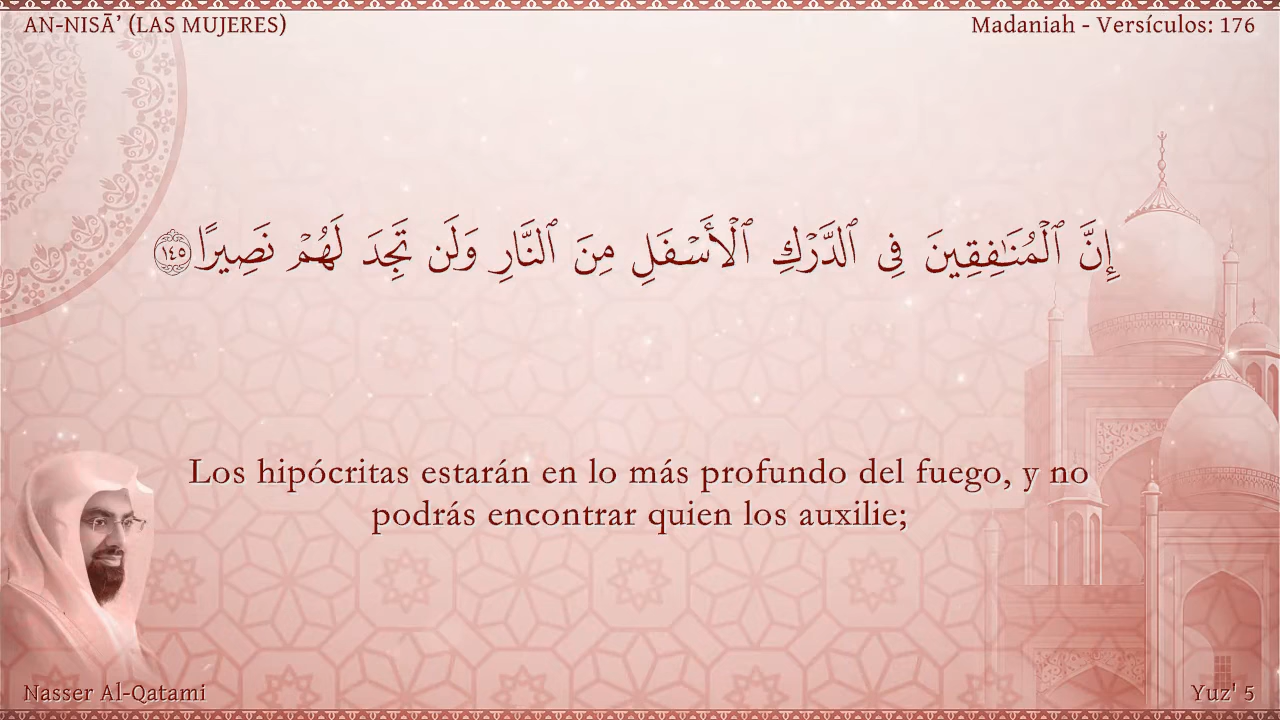 AN-NISĀ’ (LAS MUJERES)
Madaniah - Versículos: 176
إِنَّ ٱلْمُنَـٰفِقِينَ فِى ٱلدَّرْكِ ٱلْأَسْفَلِ مِنَ ٱلنَّارِ وَلَن تَجِدَ لَهُمْ نَصِيرًا ١٤٥
Los hipócritas estarán en lo más profundo del fuego, y no
podrás encontrar quien los auxilie;
Nasser Al-Qatami
Yuz' 5